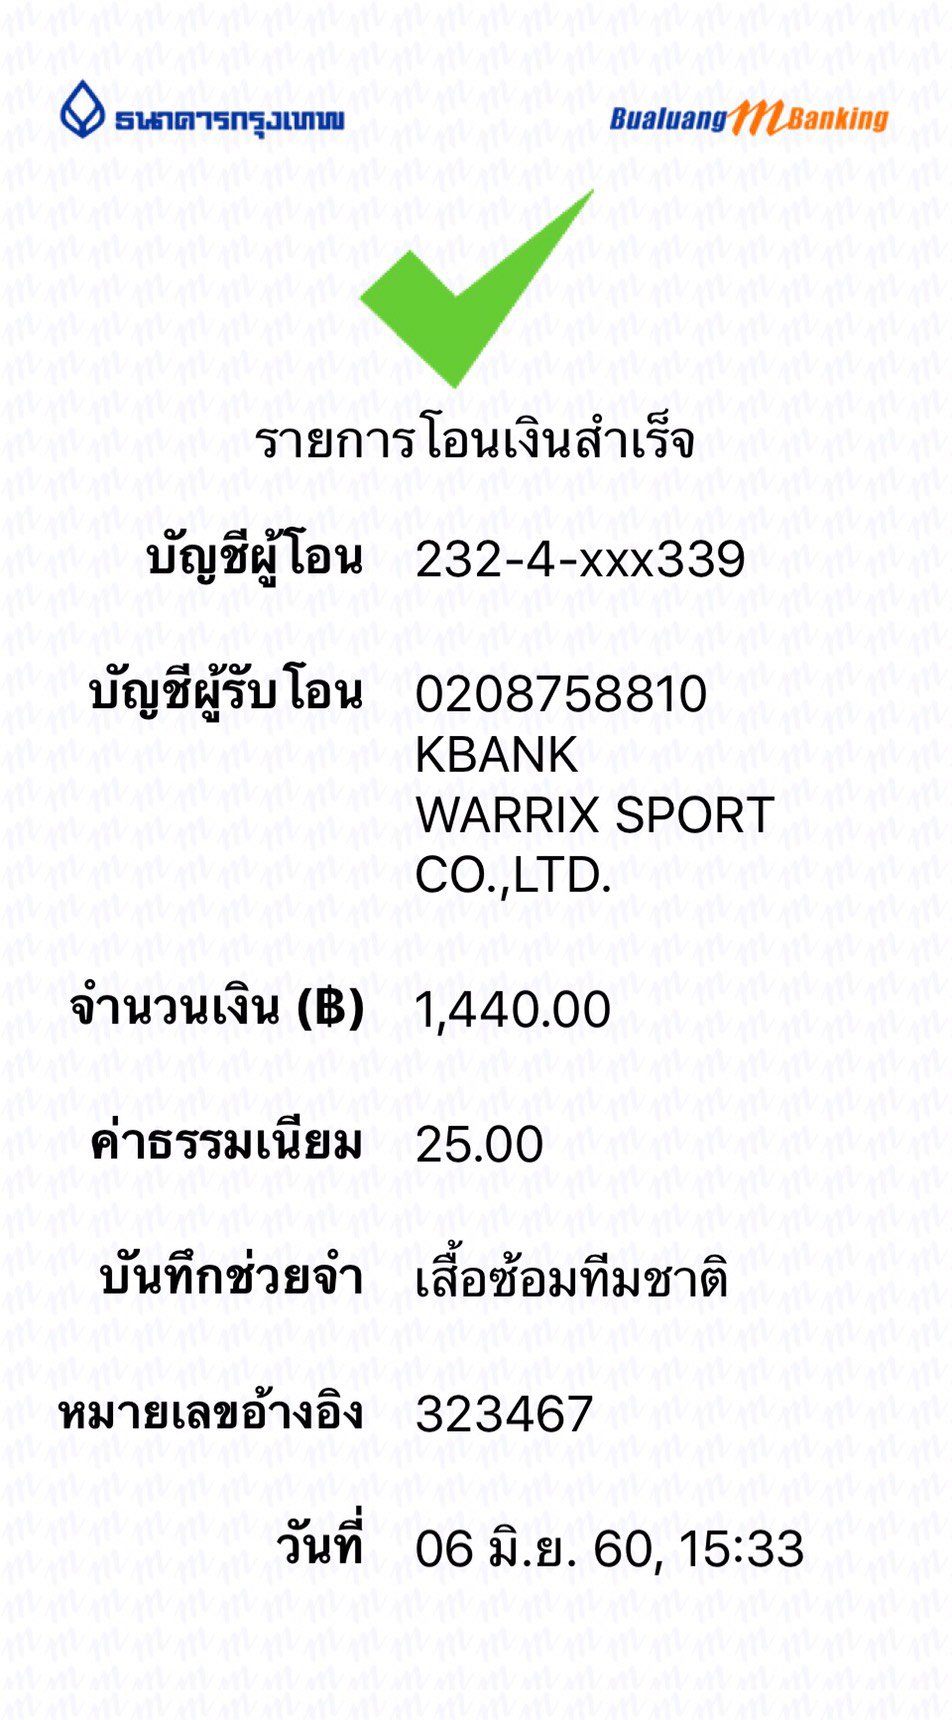 ธนาคารกรุงเทพ Bualuang mBanking
รายการโอนเงินสำเร็จ
บัญชีผู้โอน 232-4-xxx339
บัญชีผู้รับโอน 0208758810
KBANK
WARRIX SPORT
CO.,LTD.
จำนวนเงิน (฿) 1,440.00
ค่าธรรมเนียม 25.00
บันทึกช่วยจำ เสื้อซ้อมทีมชาติ
หมายเลขอ้างอิง 323467
วันที่ 06 มิ.ย. 60, 15:33